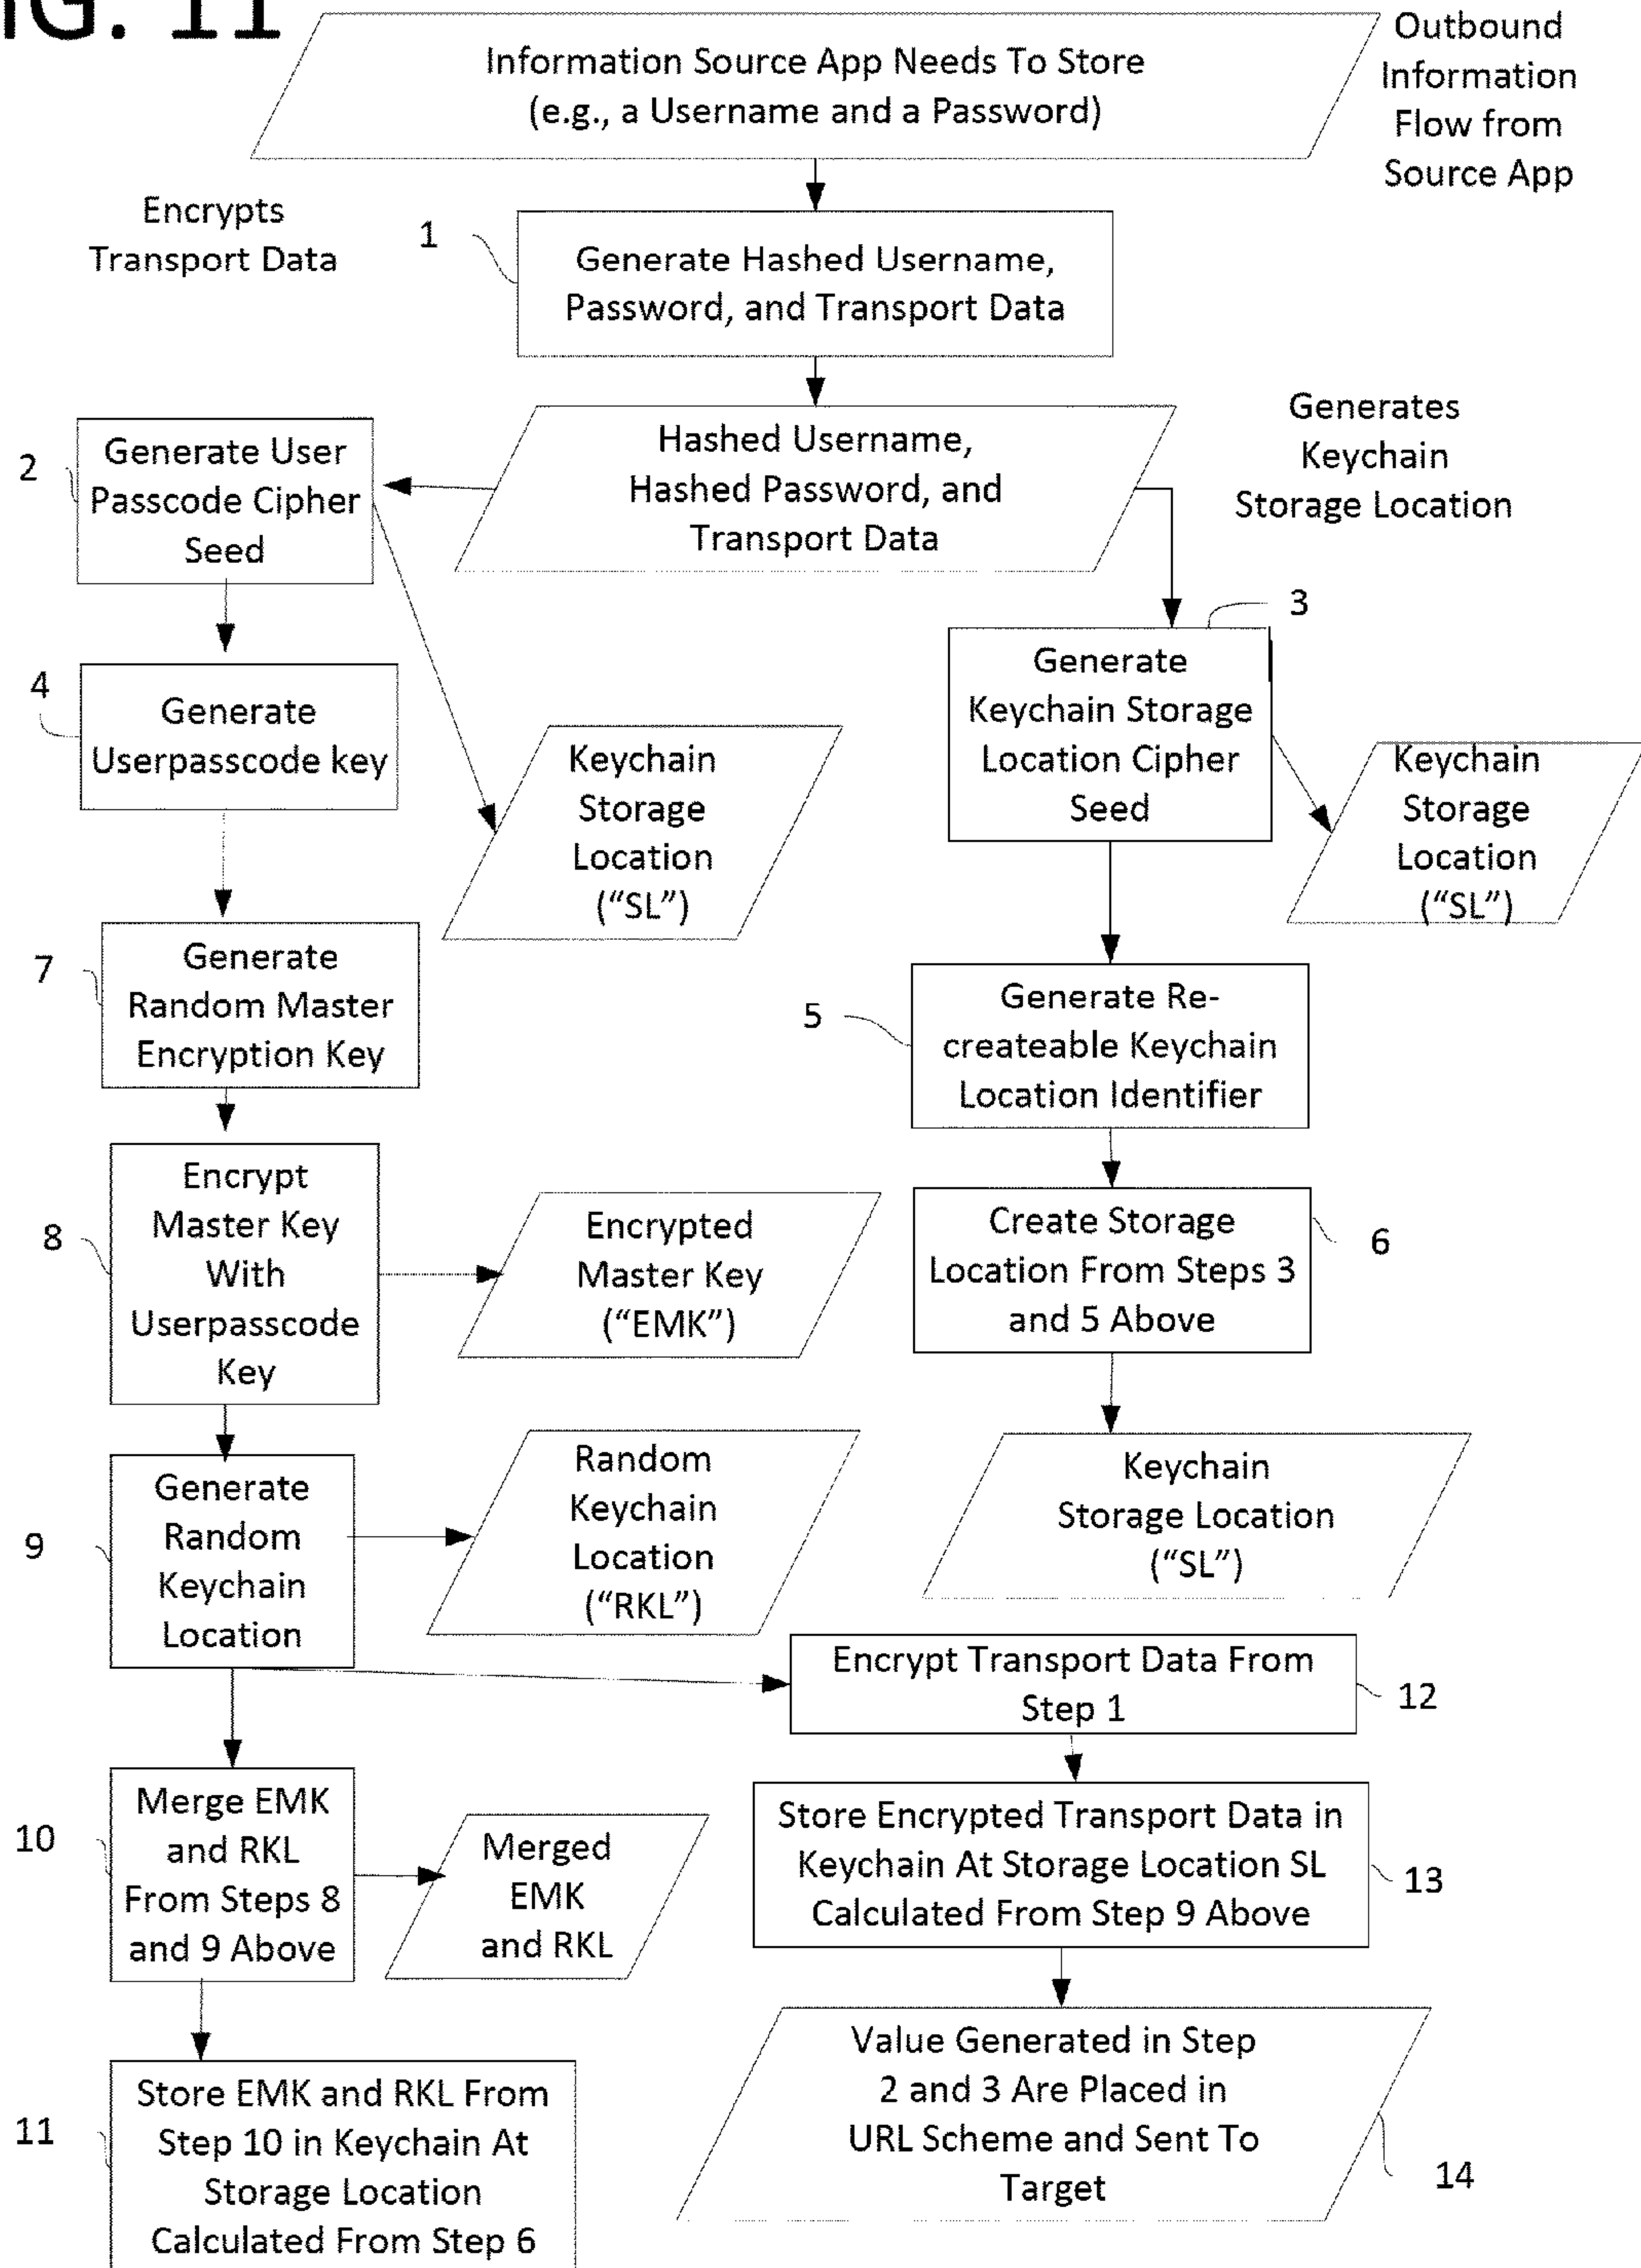 FIG. 11
Information Source App Needs To Store
(e.g., a Username and a Password)
Outbound
Information
Flow from
Source App
Encrypts
Transport Data
1
Generate Hashed Username,
Password, and Transport Data
2
Generate User
Passcode Cipher
Seed
Hashed Username,
Hashed Password, and
Transport Data
Generates
Keychain
Storage Location
3
Generate
Keychain Storage
Location Cipher
Seed
4
Generate
Userpasscode key
Keychain
Storage
Location
(“SL”)
Keychain
Storage
Location
(“SL”)
7
Generate
Random Master
Encryption Key
5
Generate Re-
createable Keychain
Location Identifier
8
Encrypt
Master Key
With
Userpasscode
Key
Encrypted
Master Key
(“EMK”)
Create Storage
Location From Steps 3
and 5 Above
6
9
Generate
Random
Keychain
Location
Random
Keychain
Location
(“RKL”)
Keychain
Storage Location
(“SL”)
Encrypt Transport Data From
Step 1
12
10
Merge EMK
and RKL
From Steps 8
and 9 Above
Merged
EMK
and RKL
Store Encrypted Transport Data in
Keychain At Storage Location SL
Calculated From Step 9 Above
13
11
Store EMK and RKL From
Step 10 in Keychain At
Storage Location
Calculated From Step 6
Value Generated in Step
2 and 3 Are Placed in
URL Scheme and Sent To
Target
14